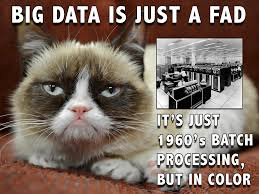 BIG DATA IS JUST A FAD
IT'S JUST
1960's BATCH
PROCESSING,
BUT IN COLOR